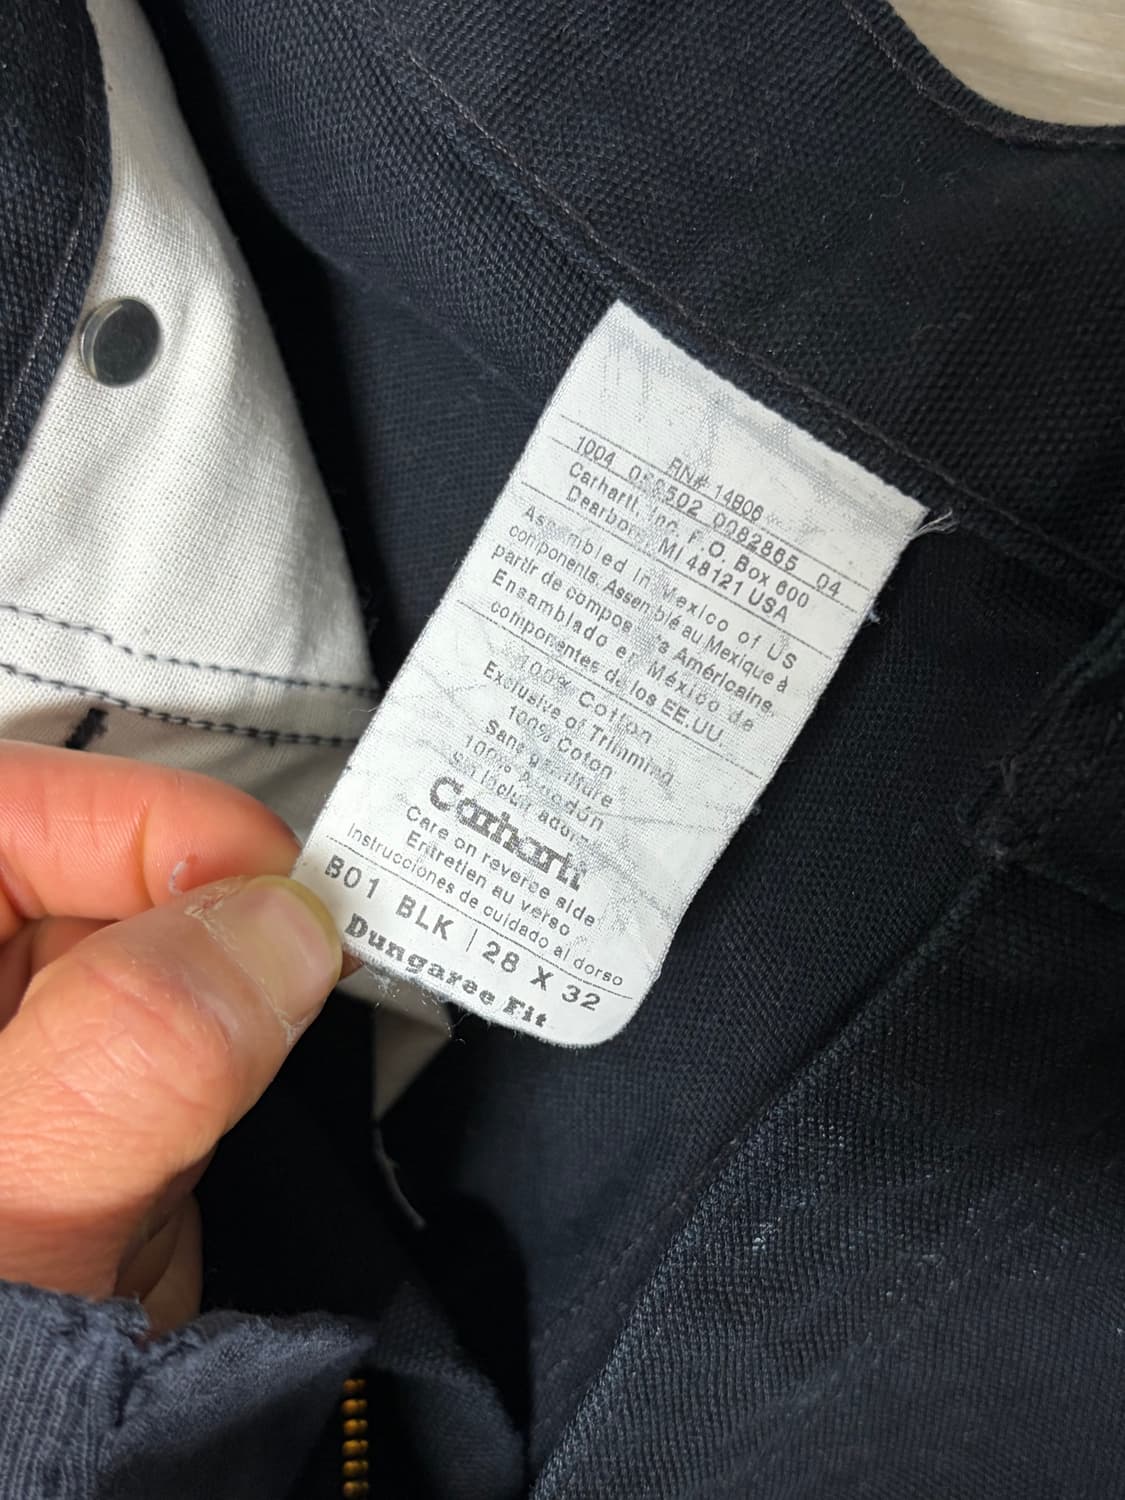 RN# 14806
1004 502 0082865 04
Carhartt, Inc. P.O. Box 600
Dearborn, MI 48121 USA
Assembled in Mexico of US
components. Assemblé au Mexique à
partir de composants Américains.
Ensamblado en México de
componentes de los EE.UU.
100% Cotton
Exclusive of Trimming
100% Coton
Sans garniture
100% Algodón
Sin incluir adorno
Carhartt
Care on reverse side
Entretien au verso
Instrucciones de cuidado al dorso
B01 BLK | 28 X 32
Dungaree Fit